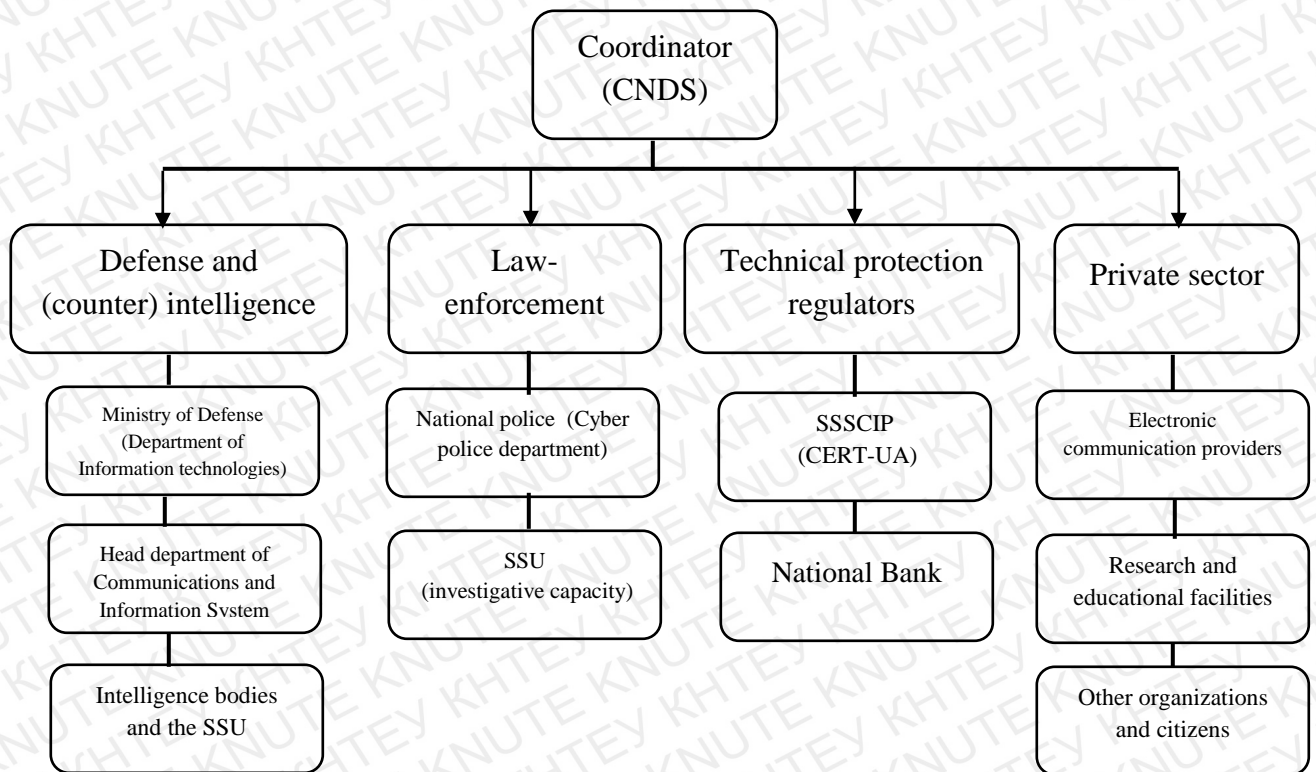 Coordinator
(CNDS)
Defense and
(counter) intelligence
Law-
enforcement
Technical protection
regulators
Private sector
Ministry of Defense
(Department of
Information technologies)
National police (Cyber
police department)
SSSCIP
(CERT-UA)
Electronic
communication providers
Head department of
Communications and
Information System
SSU
(investigative capacity)
National Bank
Research and
educational facilities
Intelligence bodies
and the SSU
Other organizations
and citizens